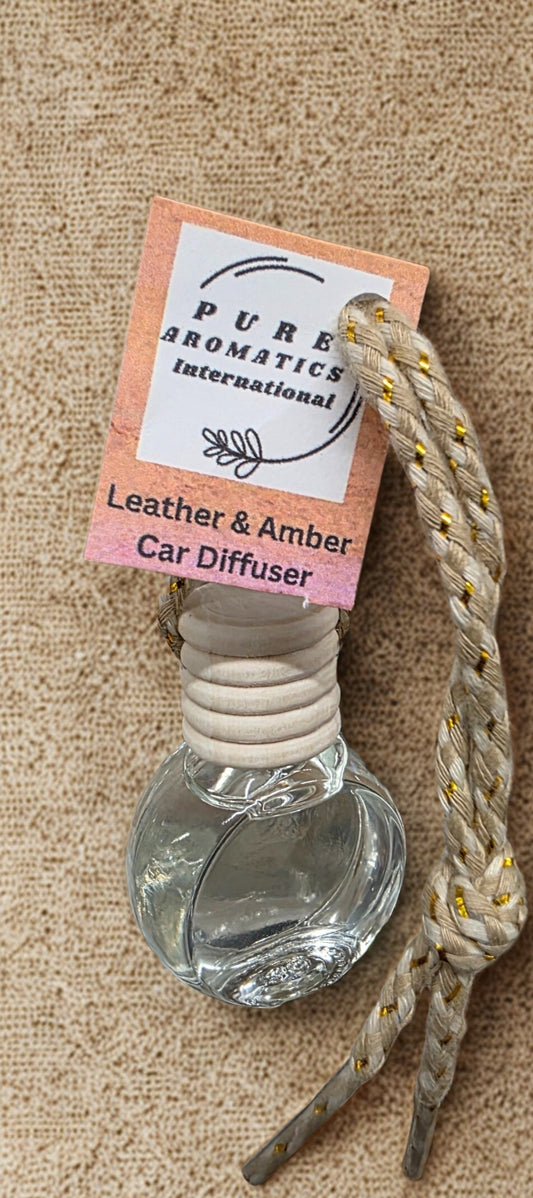 PURE
AROMATICS
International
Leather & Amber
Car Diffuser